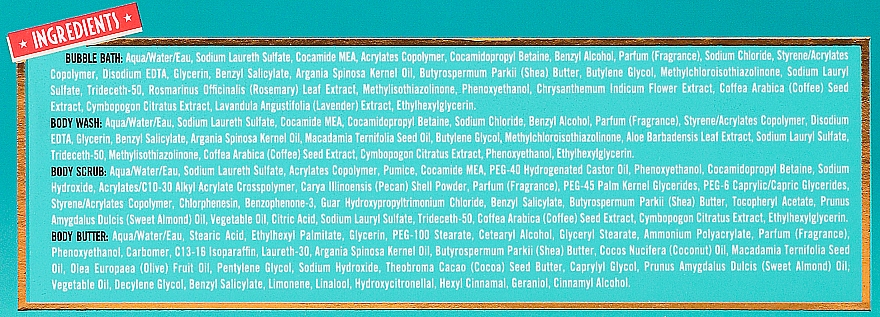 ★ INGREDIENTS ★
BUBBLE BATH: Aqua/Water/Eau, Sodium Laureth Sulfate, Cocamide MEA, Acrylates Copolymer, Cocamidopropyl Betaine, Benzyl Alcohol, Parfum (Fragrance), Sodium Chloride, Styrene/Acrylates
Copolymer, Disodium EDTA, Glycerin, Benzyl Salicylate, Argania Spinosa Kernel Oil, Butyrospermum Parkii (Shea) Butter, Butylene Glycol, Methylchloroisothiazolinone, Sodium Lauryl
Sulfate, Trideceth-50, Rosmarinus Officinalis (Rosemary) Leaf Extract, Methylisothiazolinone, Phenoxyethanol, Chrysanthemum Indicum Flower Extract, Coffea Arabica (Coffee) Seed
Extract, Cymbopogon Citratus Extract, Lavandula Angustifolia (Lavender) Extract, Ethylhexylglycerin.
BODY WASH: Aqua/Water/Eau, Sodium Laureth Sulfate, Cocamide MEA, Cocamidopropyl Betaine, Sodium Chloride, Benzyl Alcohol, Parfum (Fragrance), Styrene/Acrylates Copolymer, Disodium
EDTA, Glycerin, Benzyl Salicylate, Argania Spinosa Kernel Oil, Macadamia Ternifolia Seed Oil, Butylene Glycol, Methylchloroisothiazolinone, Aloe Barbadensis Leaf Extract, Sodium Lauryl Sulfate,
Trideceth-50, Methylisothiazolinone, Coffea Arabica (Coffee) Seed Extract, Cymbopogon Citratus Extract, Phenoxyethanol, Ethylhexylglycerin.
BODY SCRUB: Aqua/Water/Eau, Sodium Laureth Sulfate, Acrylates Copolymer, Pumice, Cocamide MEA, PEG-40 Hydrogenated Castor Oil, Phenoxyethanol, Cocamidopropyl Betaine, Sodium
Hydroxide, Acrylates/C10-30 Alkyl Acrylate Crosspolymer, Carya Illinoensis (Pecan) Shell Powder, Parfum (Fragrance), PEG-45 Palm Kernel Glycerides, PEG-6 Caprylic/Capric Glycerides,
Styrene/Acrylates Copolymer, Chlorphenesin, Benzophenone-3, Guar Hydroxypropyltrimonium Chloride, Benzyl Salicylate, Butyrospermum Parkii (Shea) Butter, Tocopheryl Acetate, Prunus
Amygdalus Dulcis (Sweet Almond) Oil, Vegetable Oil, Citric Acid, Sodium Lauryl Sulfate, Trideceth-50, Coffea Arabica (Coffee) Seed Extract, Cymbopogon Citratus Extract, Ethylhexylglycerin.
BODY BUTTER: Aqua/Water/Eau, Stearic Acid, Ethylhexyl Palmitate, Glycerin, PEG-100 Stearate, Cetearyl Alcohol, Glyceryl Stearate, Ammonium Polyacrylate, Parfum (Fragrance),
Phenoxyethanol, Carbomer, C13-16 Isoparaffin, Laureth-30, Argania Spinosa Kernel Oil, Butyrospermum Parkii (Shea) Butter, Cocos Nucifera (Coconut) Oil, Macadamia Ternifolia Seed
Oil, Olea Europaea (Olive) Fruit Oil, Pentylene Glycol, Sodium Hydroxide, Theobroma Cacao (Cocoa) Seed Butter, Caprylyl Glycol, Prunus Amygdalus Dulcis (Sweet Almond) Oil,
Vegetable Oil, Decylene Glycol, Benzyl Salicylate, Limonene, Linalool, Hydroxycitronellal, Hexyl Cinnamal, Geraniol, Cinnamyl Alcohol.